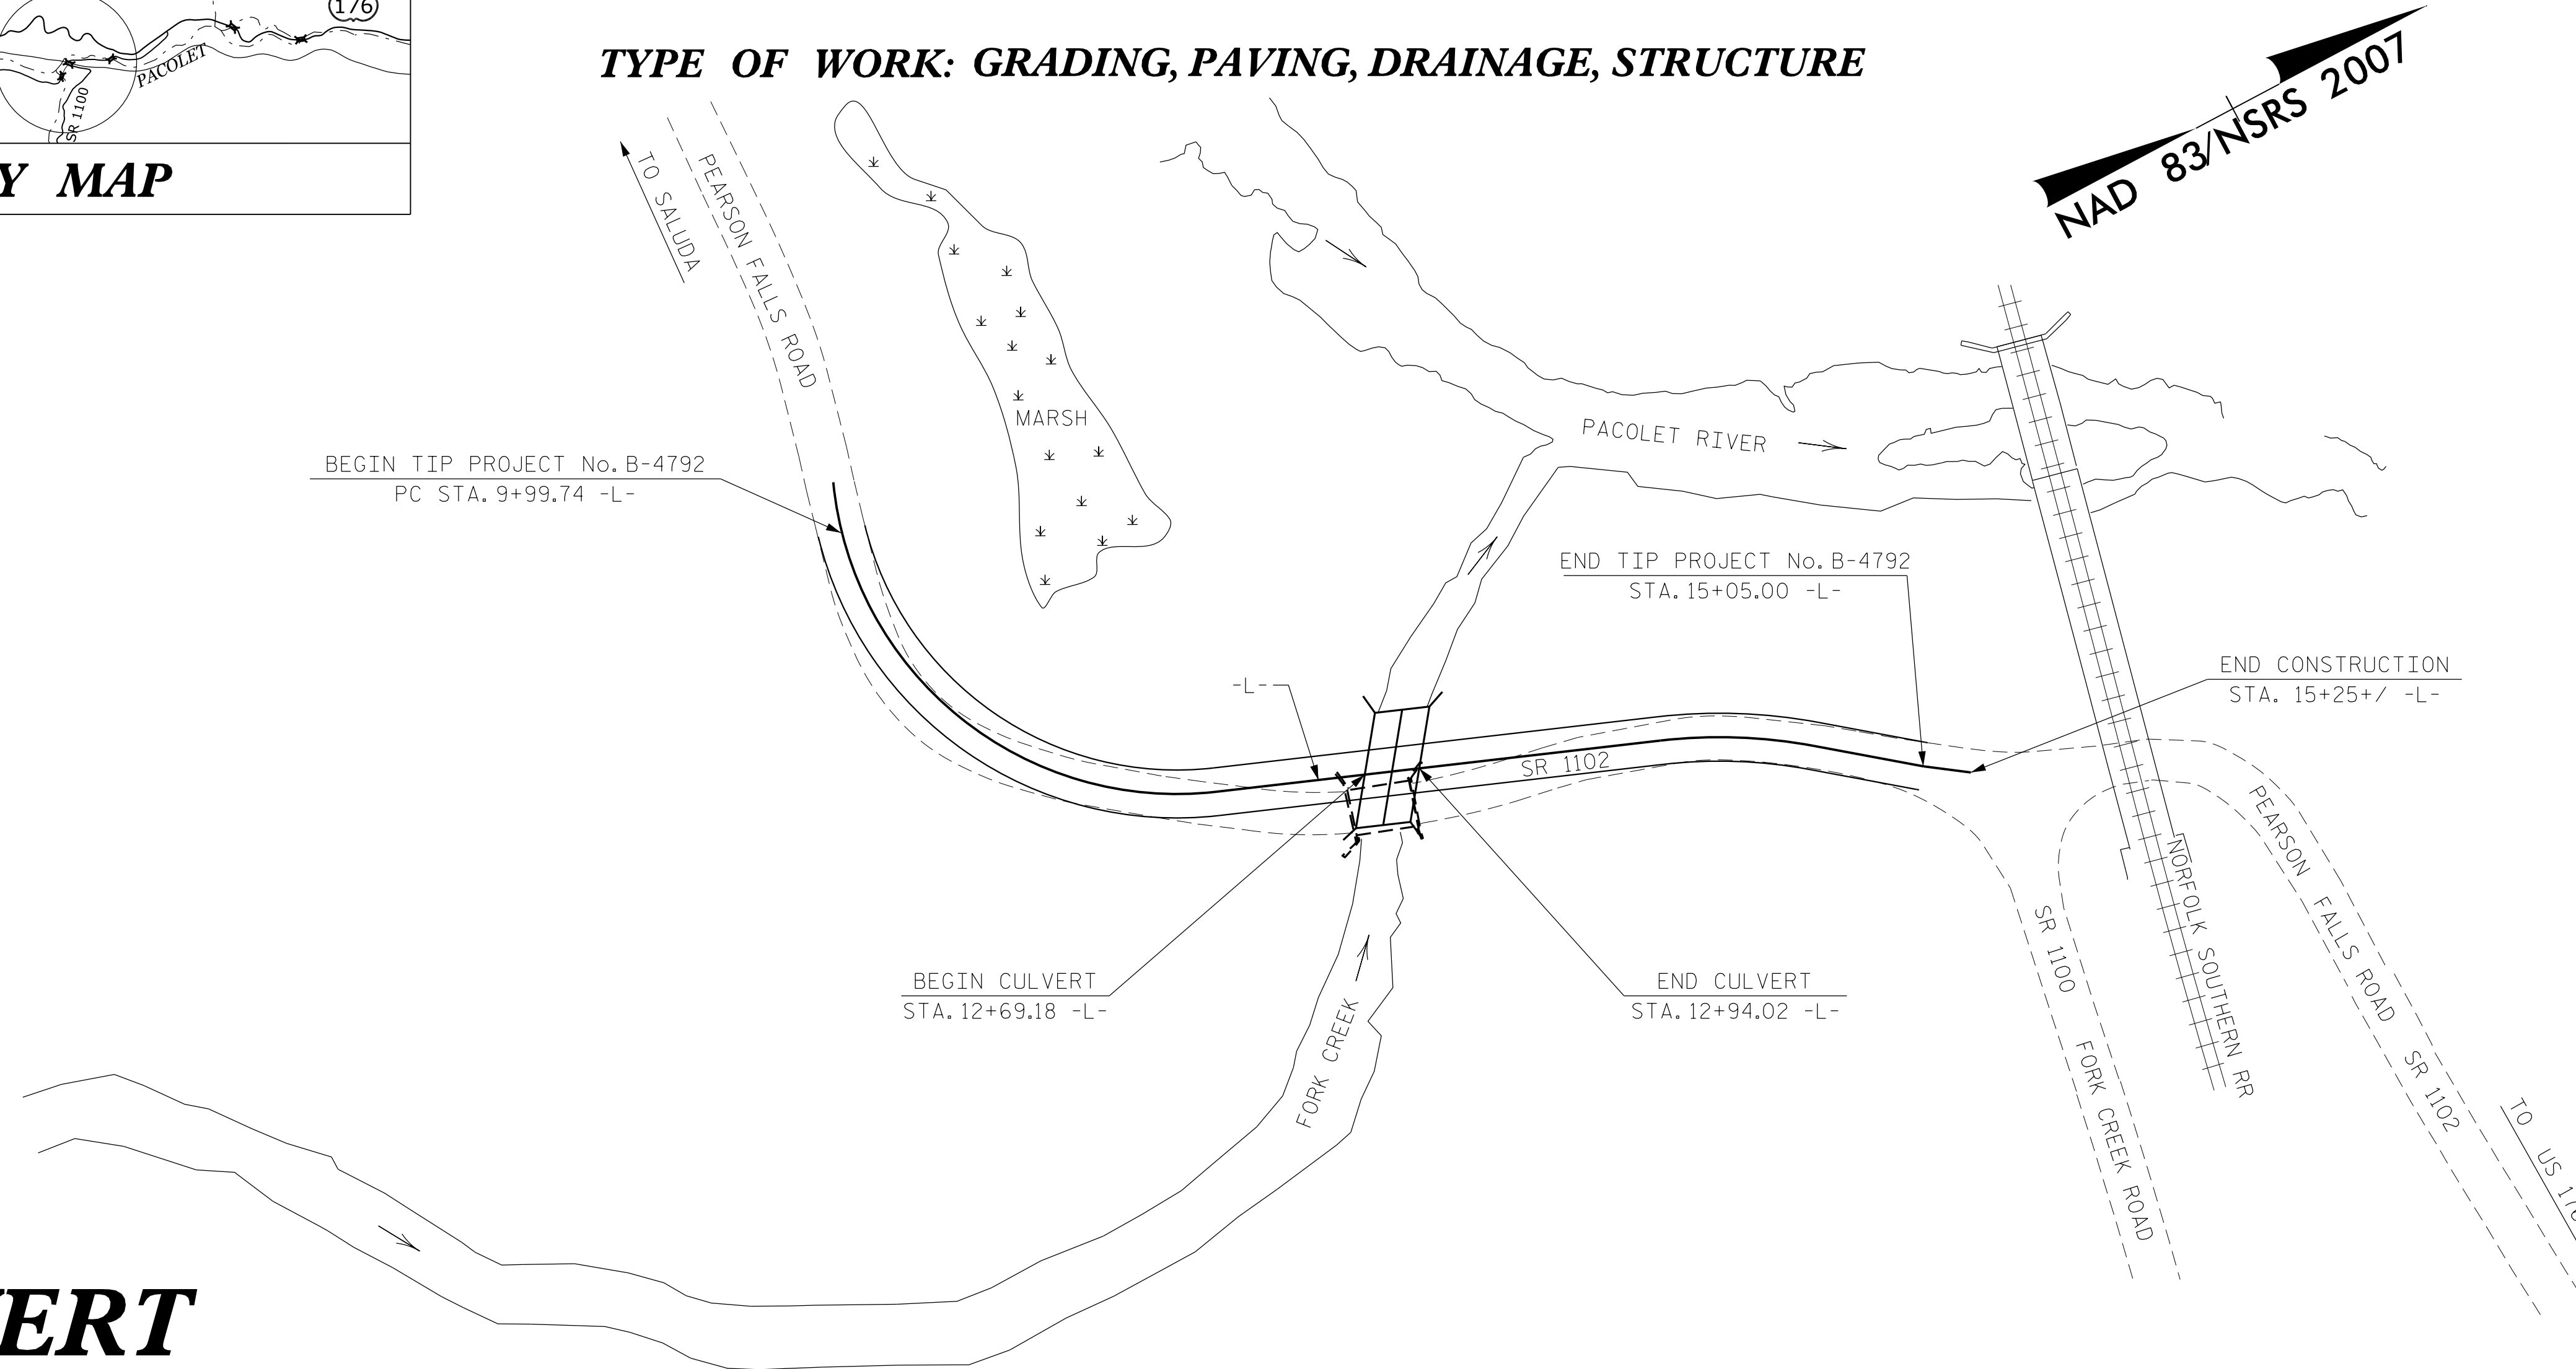 176
PACOLET
SR 1100
Y MAP
TYPE OF WORK: GRADING, PAVING, DRAINAGE, STRUCTURE
NAD 83/NSRS 2007
TO SALUDA
PEARSON FALLS ROAD
MARSH
PACOLET RIVER
BEGIN TIP PROJECT No. B-4792
PC STA. 9+99.74 -L-
END TIP PROJECT No. B-4792
STA. 15+05.00 -L-
END CONSTRUCTION
STA. 15+25+/ -L-
-L-
SR 1102
BEGIN CULVERT
STA. 12+69.18 -L-
END CULVERT
STA. 12+94.02 -L-
FORK CREEK
SR 1100 FORK CREEK ROAD
NORFOLK SOUTHERN RR
PEARSON FALLS ROAD SR 1102
TO US 176
VERT